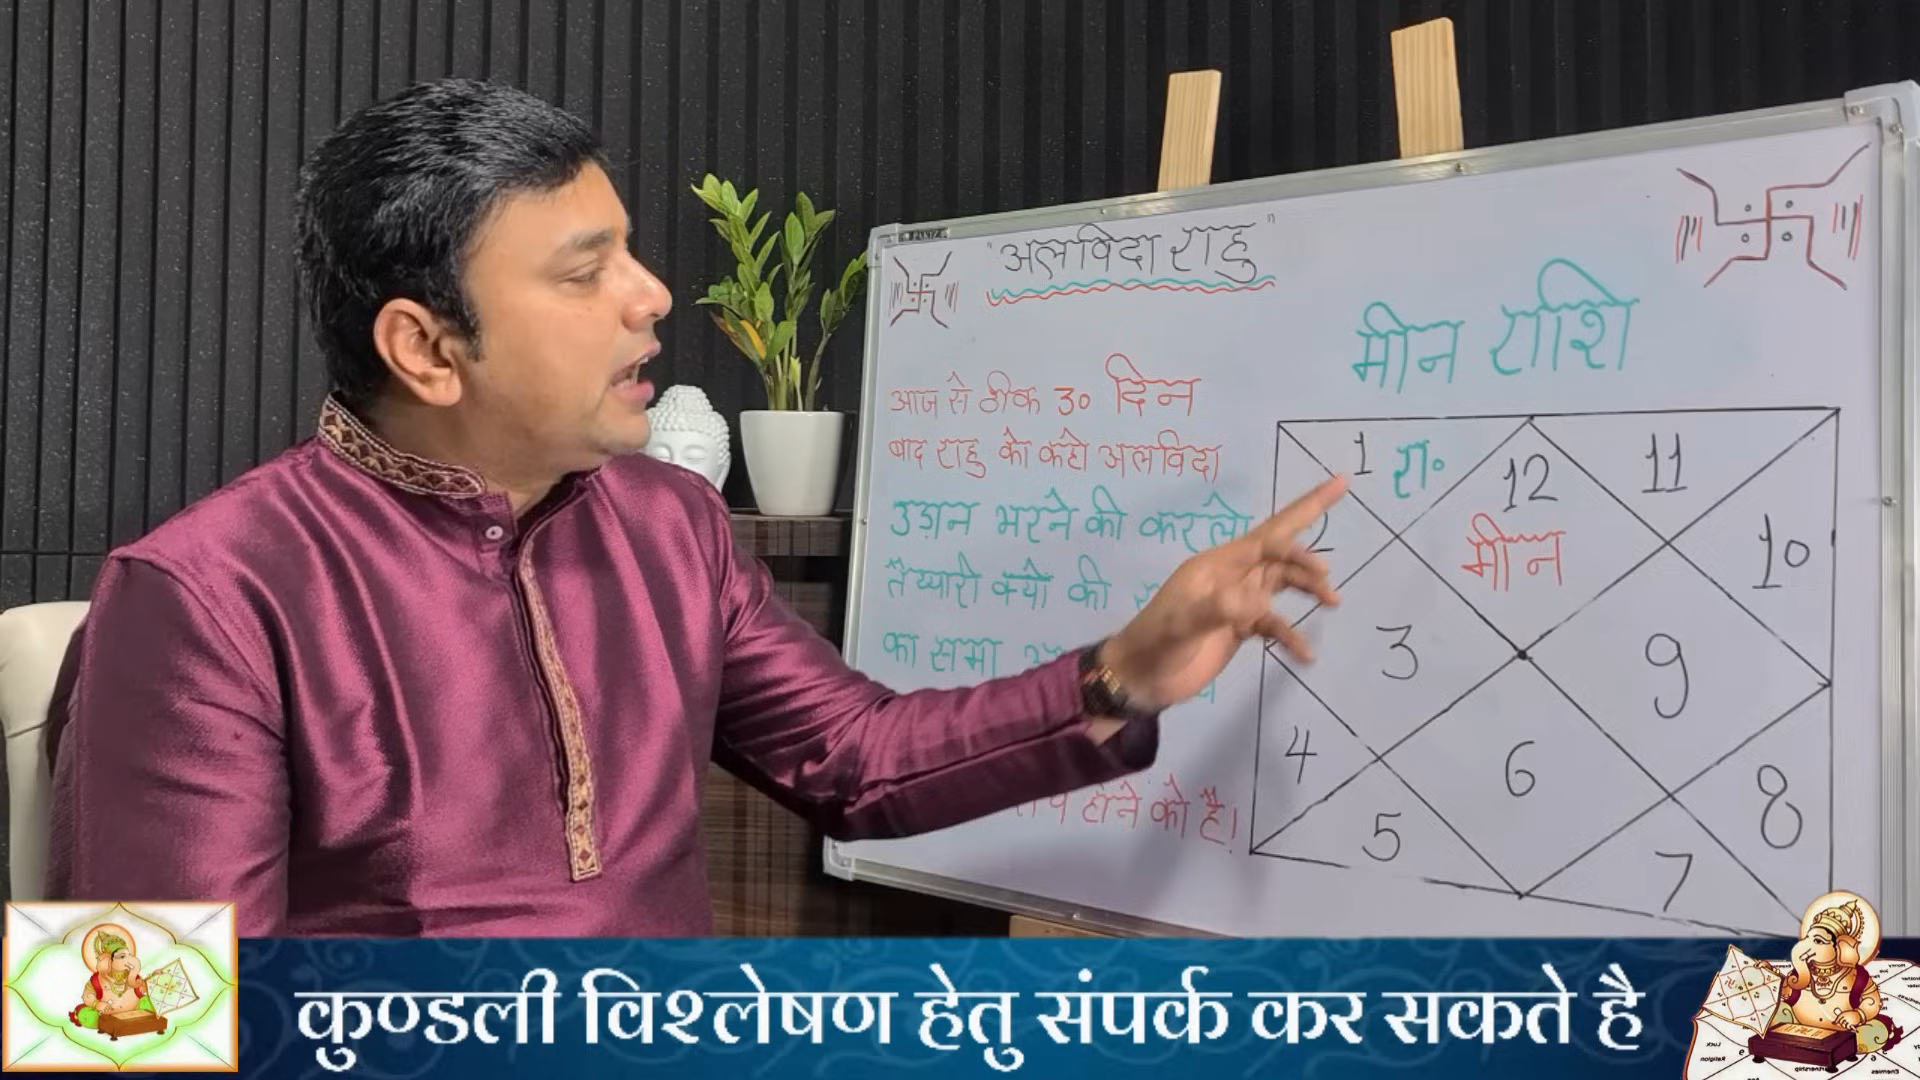 "अलविदा राहु"
मीन राशि
आज से ठीक 30 दिन
बाद राहु को कहो अलविदा
उड़ान भरने की करलो
तैय्यारी क्यों की
का समा
होने को है!
1 रा॰
12
11
2
मीन
10
3
9
4
6
8
5
7
कुण्डली विश्लेषण हेतु संपर्क कर सकते है